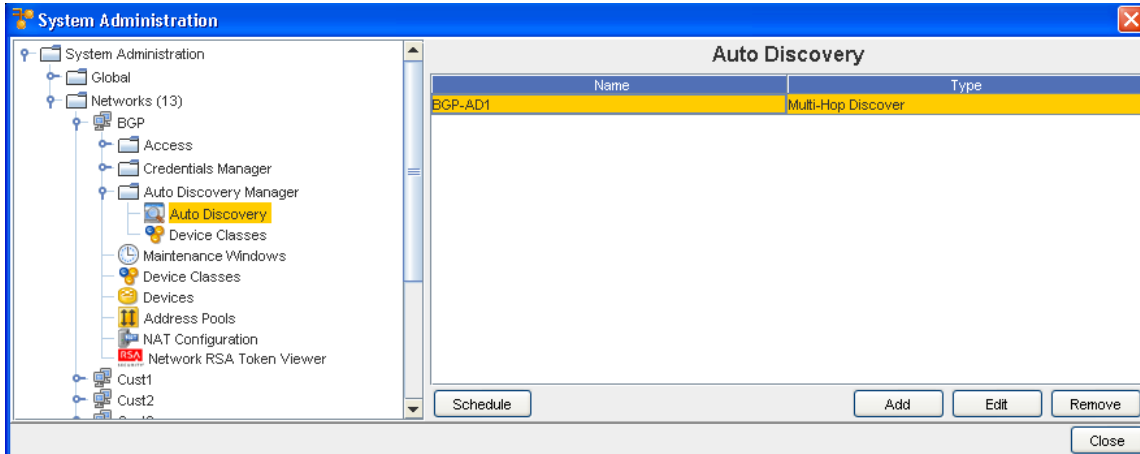 System Administration
System Administration
Global
Networks (13)
BGP
Access
Credentials Manager
Auto Discovery Manager
Auto Discovery
Device Classes
Maintenance Windows
Device Classes
Devices
Address Pools
NAT Configuration
RSA Network RSA Token Viewer
Cust1
Cust2
Auto Discovery
Name Type
BGP-AD1 Multi-Hop Discover
Schedule Add Edit Remove
Close